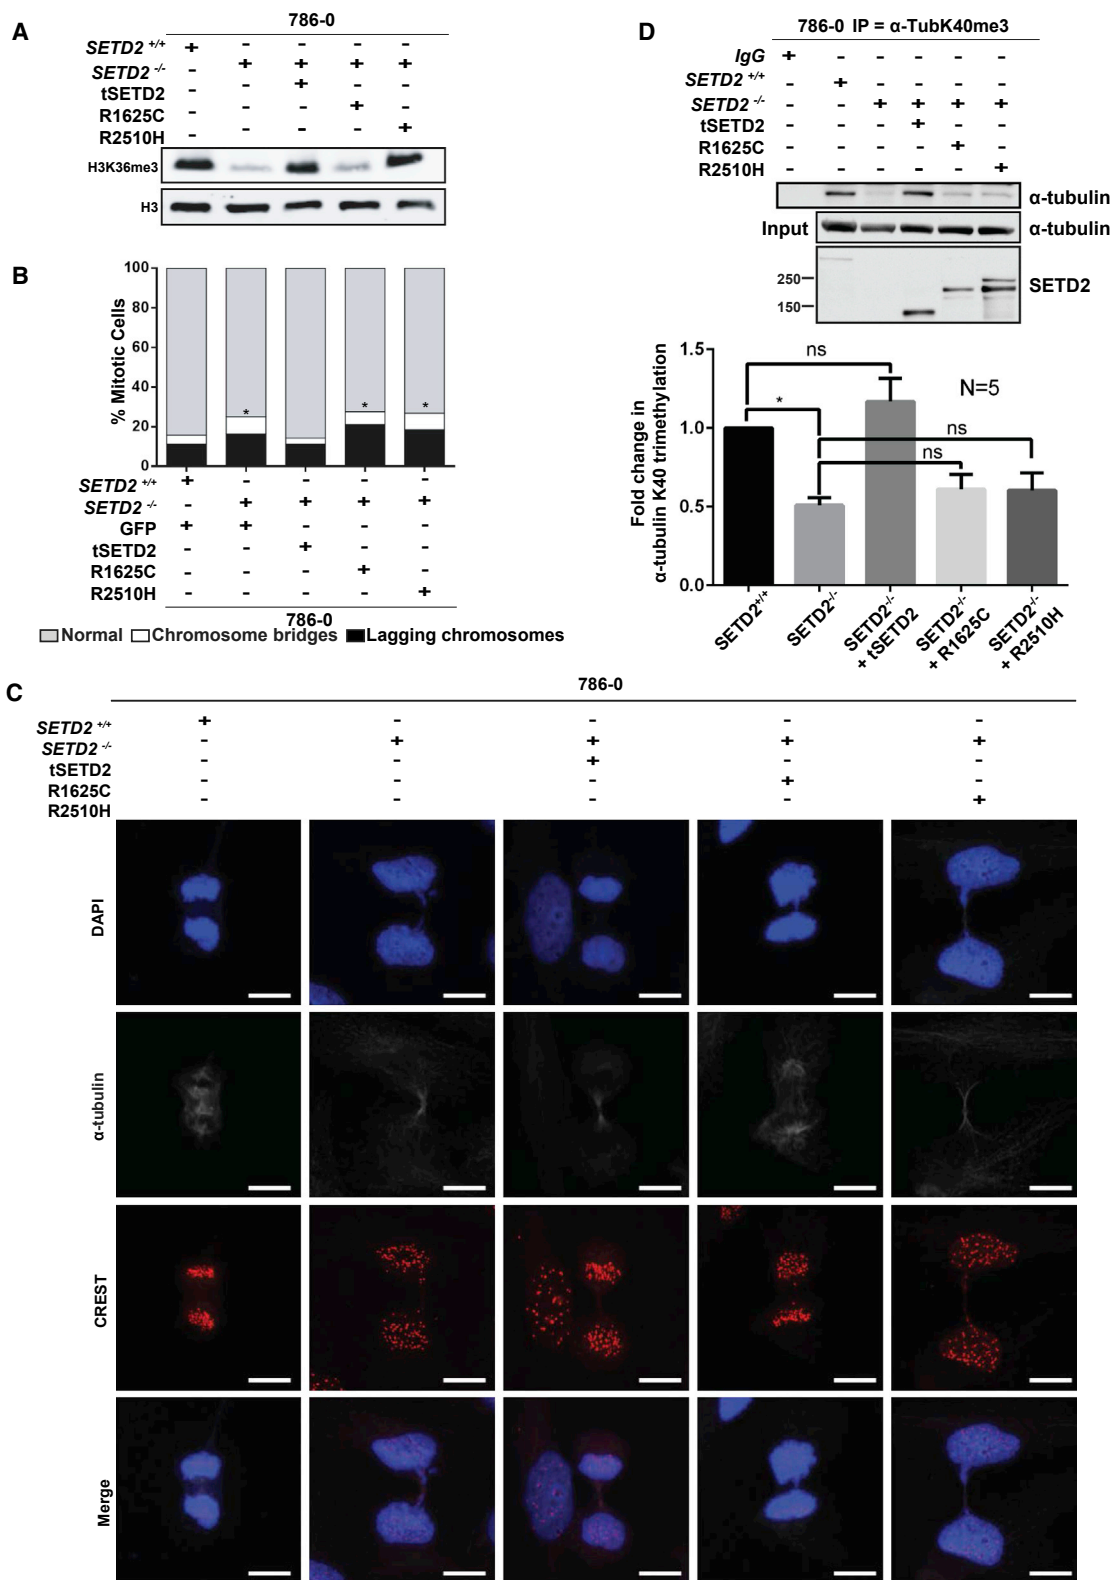 A
786-0
SETD2 +/+ + - - - -
SETD2 -/- - + + + +
tSETD2 - - + - -
R1625C - - - + -
R2510H - - - - +
H3K36me3
H3
B
% Mitotic Cells
100
80
60
40
20
0
* * *
SETD2 +/+ + - - - -
SETD2 -/- - + + + +
GFP + + - - -
tSETD2 - - + - -
R1625C - - - + -
R2510H - - - - +
786-0
Normal Chromosome bridges Lagging chromosomes
D
786-0 IP = α-TubK40me3
IgG + - - - - -
SETD2 +/+ - + - - - -
SETD2 -/- - - + + + +
tSETD2 - - - + - -
R1625C - - - - + -
R2510H - - - - - +
α-tubulin
Input α-tubulin
250
150
SETD2
Fold change in
α-tubulin K40 trimethylation
1.5
1.0
0.5
0.0
ns
N=5
*
ns
ns
SETD2+/+
SETD2-/-
SETD2-/-
+ tSETD2
SETD2-/-
+ R1625C
SETD2-/-
+ R2510H
C
786-0
SETD2 +/+ + - - - -
SETD2 -/- - + + + +
tSETD2 - - + - -
R1625C - - - + -
R2510H - - - - +
DAPI
α-tubulin
CREST
Merge